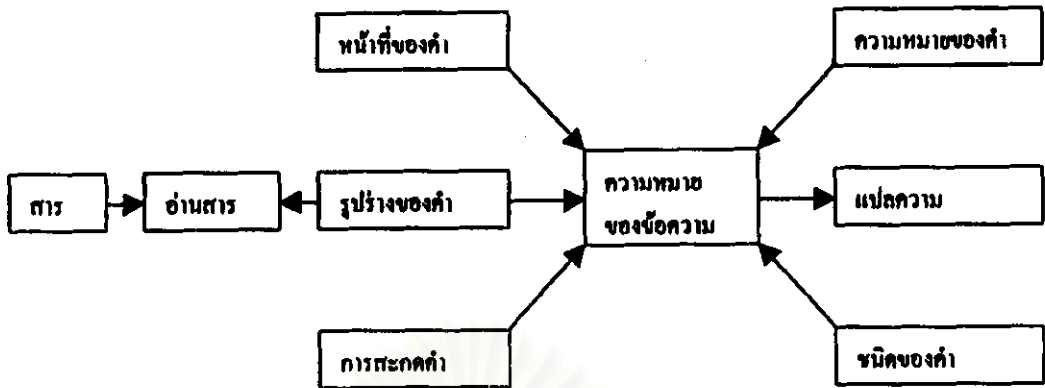 หน้าที่ของคำ
ความหมายของคำ
สาร
อ่านสาร
รูปร่างของคำ
ความหมาย
ของข้อความ
แปลความ
การสะกดคำ
ชนิดของคำ